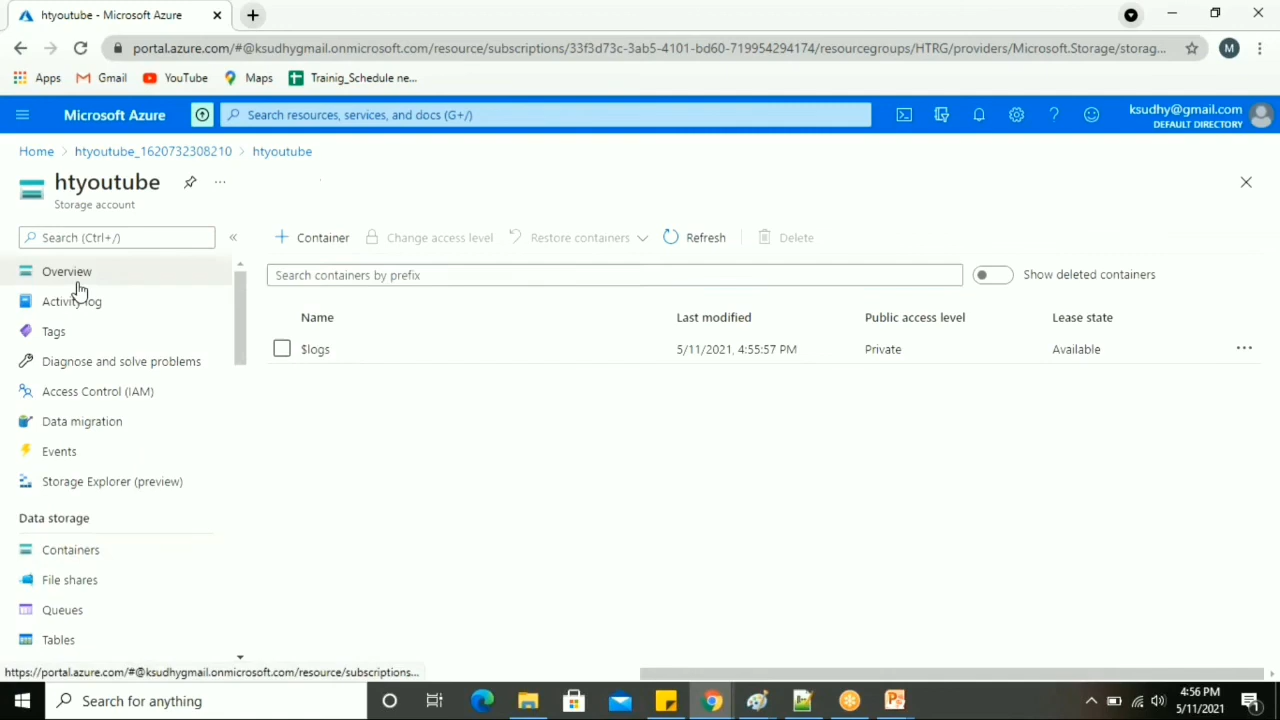 htyoutube - Microsoft Azure
portal.azure.com/#@ksudhygmail.onmicrosoft.com/resource/subscriptions/33f3d73c-3ab5-4101-bd60-719954294174/resourcegroups/HTRG/providers/Microsoft.Storage/storag...
M
Apps Gmail YouTube Maps Trainig_Schedule ne...
Microsoft Azure
Search resources, services, and docs (G+/)
ksudhy@gmail.com
DEFAULT DIRECTORY
Home > htyoutube_1620732308210 > htyoutube
htyoutube
Storage account
Search (Ctrl+/)
Container Change access level Restore containers Refresh Delete
Overview
Activity log
Tags
Diagnose and solve problems
Access Control (IAM)
Data migration
Events
Storage Explorer (preview)
Data storage
Containers
File shares
Queues
Tables
Search containers by prefix
Show deleted containers
Name Last modified Public access level Lease state
$logs 5/11/2021, 4:55:57 PM Private Available
https://portal.azure.com/#@ksudhygmail.onmicrosoft.com/resource/subscriptions...
Search for anything
4:56 PM
5/11/2021
1